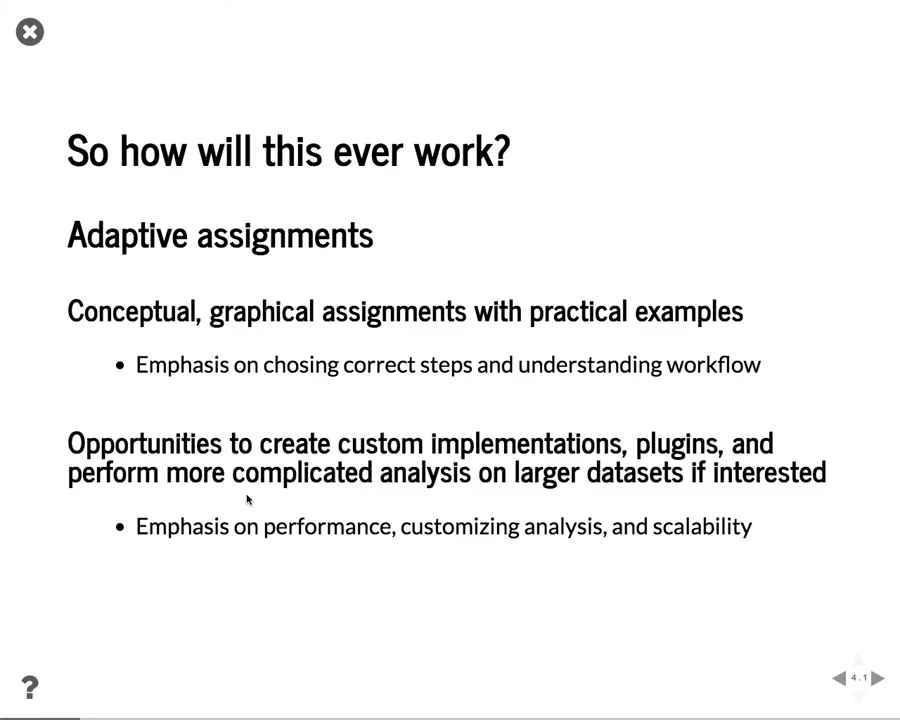 So how will this ever work?
Adaptive assignments
Conceptual, graphical assignments with practical examples
• Emphasis on chosing correct steps and understanding workflow
Opportunities to create custom implementations, plugins, and
perform more complicated analysis on larger datasets if interested
• Emphasis on performance, customizing analysis, and scalability
?
4.1